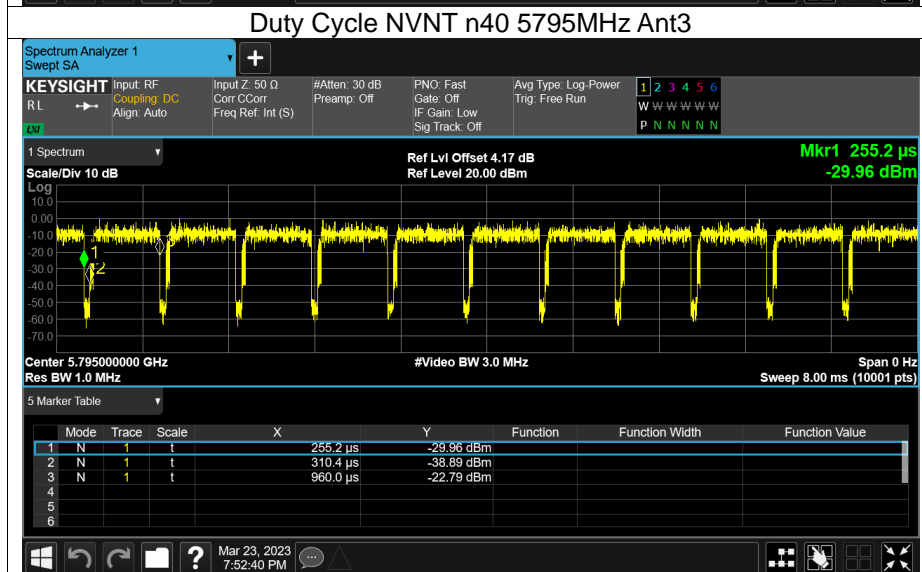 Duty Cycle NVNT n40 5795MHz Ant3
Spectrum Analyzer 1
Swept SA
+
KEYSIGHT Input: RF Input Z: 50 Ω #Atten: 30 dB PNO: Fast Avg Type: Log-Power 1 2 3 4 5 6
RL Coupling: DC Corr CCorr Preamp: Off Gate: Off Trig: Free Run W W W W W W
Align: Auto Freq Ref: Int (S) IF Gain: Low
LXI Sig Track: Off P N N N N N
1 Spectrum
Ref Lvl Offset 4.17 dB Mkr1 255.2 µs
Scale/Div 10 dB Ref Level 20.00 dBm -29.96 dBm
Log
10.0
0.00
-10.0
-20.0
-30.0
-40.0
-50.0
-60.0
-70.0
1
2
Center 5.795000000 GHz #Video BW 3.0 MHz Span 0 Hz
Res BW 1.0 MHz Sweep 8.00 ms (10001 pts)
5 Marker Table
Mode Trace Scale X Y Function Function Width Function Value
1 N 1 t 255.2 µs -29.96 dBm
2 N 1 t 310.4 µs -38.89 dBm
3 N 1 t 960.0 µs -22.79 dBm
4
5
6
? Mar 23, 2023
7:52:40 PM